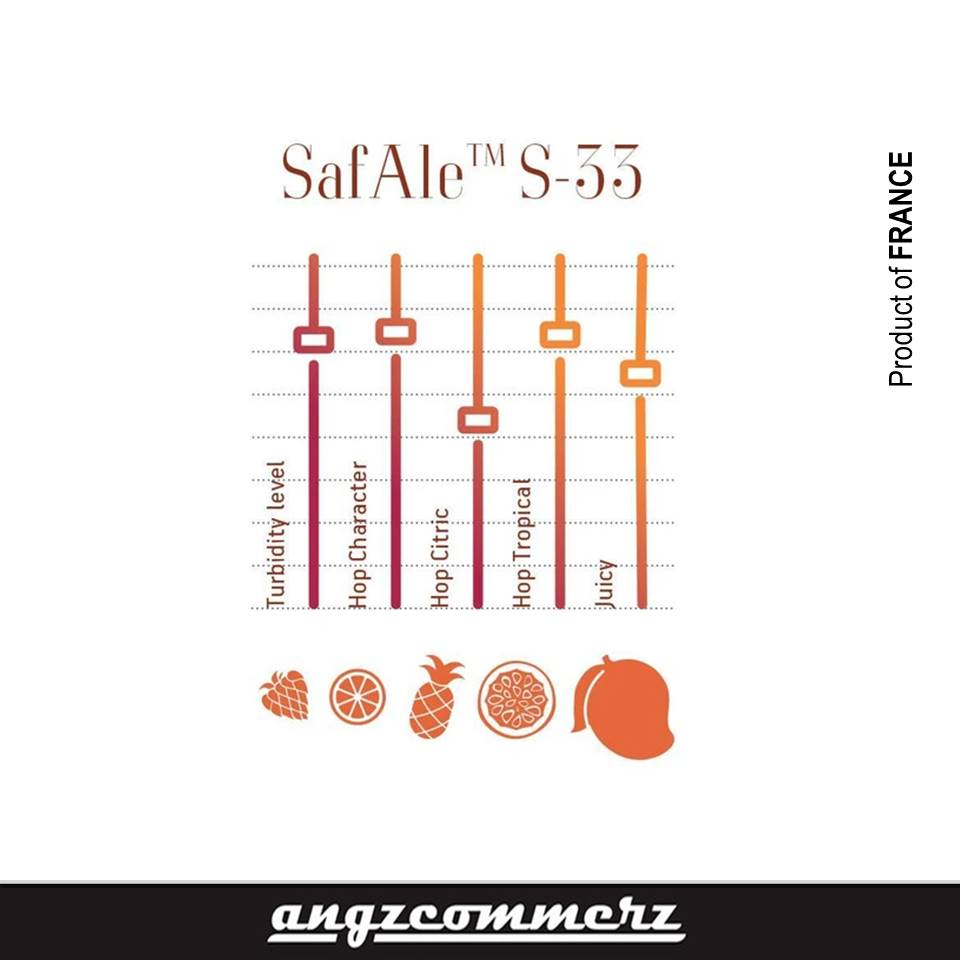 SafAle™ S-33
Product of FRANCE
Turbidity level
Hop Character
Hop Citric
Hop Tropical
Juicy
angzcommerz